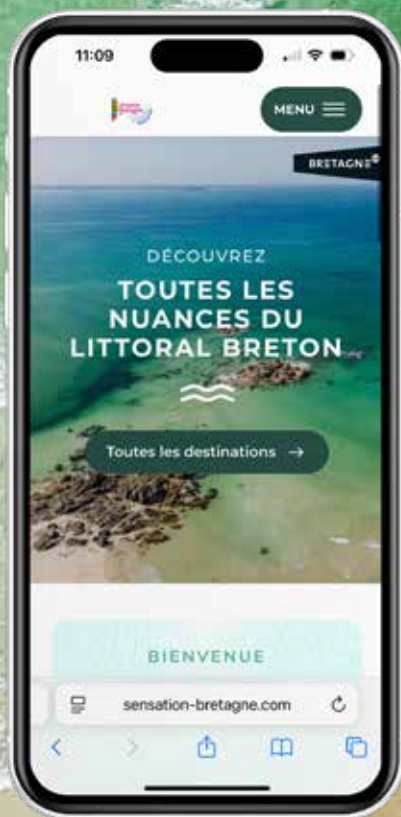 11:09
MENU
BRETAGNE
DÉCOUVREZ
TOUTES LES
NUANCES DU
LITTORAL BRETON
Toutes les destinations →
BIENVENUE
sensation-bretagne.com